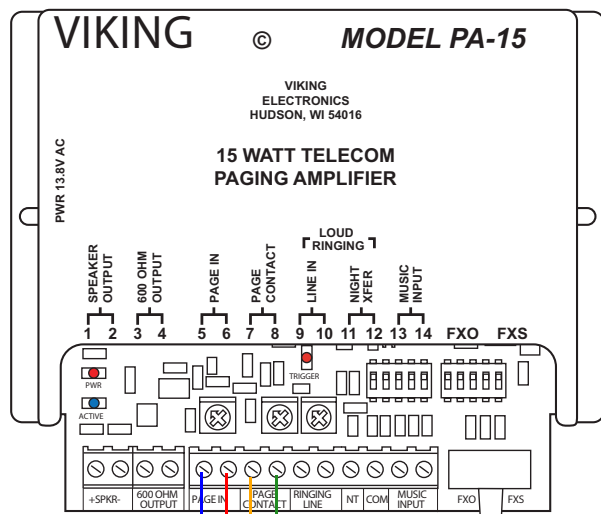 VIKING © MODEL PA-15
VIKING
ELECTRONICS
HUDSON, WI 54016
15 WATT TELECOM
PAGING AMPLIFIER
PWR 13.8V AC
LOUD
RINGING
SPEAKER
OUTPUT
600 OHM
OUTPUT
PAGE IN
PAGE
CONTACT
LINE IN
NIGHT
XFER
MUSIC
INPUT
1 2 3 4 5 6 7 8 9 10 11 12 13 14 FXO FXS
PWR
TRIGGER
ACTIVE
+SPKR-
600 OHM
OUTPUT
PAGE IN
PAGE
CONTACT
RINGING
LINE
NT
COM
MUSIC
INPUT
FXO
FXS